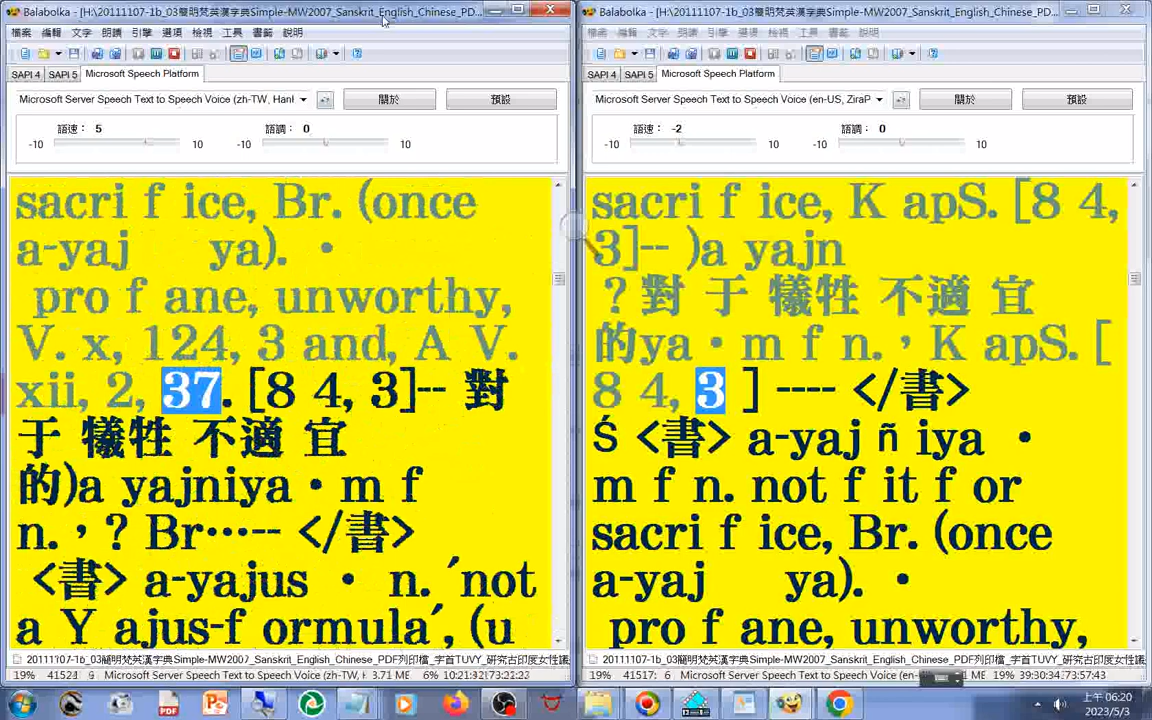 Balabolka - [H:\20111107-1b_03簡明梵英漢字典Simple-MW2007_Sanskrit_English_Chinese_PD...
檔案 編輯 文字 朗讀 引擎 選項 檢視 工具 書籤 說明
SAPI 4 SAPI 5 Microsoft Speech Platform
Microsoft Server Speech Text to Speech Voice (zh-TW, HanH
關於
預設
語速： 5
語調： 0
-10 10 -10 10
sacri f ice, Br. (once
a-yaj ya). •
pro f ane, unworthy,
V. x, 124, 3 and, A V.
xii, 2, 37. [8 4, 3]-- 對
于 犧牲 不適 宜
的)a yajniya • m f
n. , ? Br…-- </書>
<書> a-yajus • n. ´not
a Y ajus-f ormula´, (u
20111107-1b_03簡明梵英漢字典Simple-MW2007_Sanskrit_English_Chinese_PDF列印檔_字首TUVY_研究古印度女性議
19% 3.71 MB 6% 10:21:32/73:22:23
Microsoft Server Speech Text to Speech Voice (zh-TW, H
Balabolka - [H:\20111107-1b_03簡明梵英漢字典Simple-MW2007_Sanskrit_English_Chinese_PD...
檔案 編輯 文字 朗讀 引擎 選項 檢視 工具 書籤 說明
SAPI 4 SAPI 5 Microsoft Speech Platform
Microsoft Server Speech Text to Speech Voice (en-US, ZiraP
關於
預設
語速： -2
語調： 0
-10 10 -10 10
sacri f ice, K apS. [8 4,
3]-- )a yajn
? 對 于 犧牲 不適 宜
的ya • m f n. , K apS. [
8 4, 3 ] ---- </書>
Ś <書> a-yaj ñ iya •
m f n. not f it f or
sacri f ice, Br. (once
a-yaj ya). •
pro f ane, unworthy,
20111107-1b_03簡明梵英漢字典Simple-MW2007_Sanskrit_English_Chinese_PDF列印檔_字首TUVY_研究古印度女性議
19% 41517: 6 Microsoft Server Speech Text to Speech Voice (en-U 19% 39:30:34/73:57:43
上午 06:20
2023/5/3